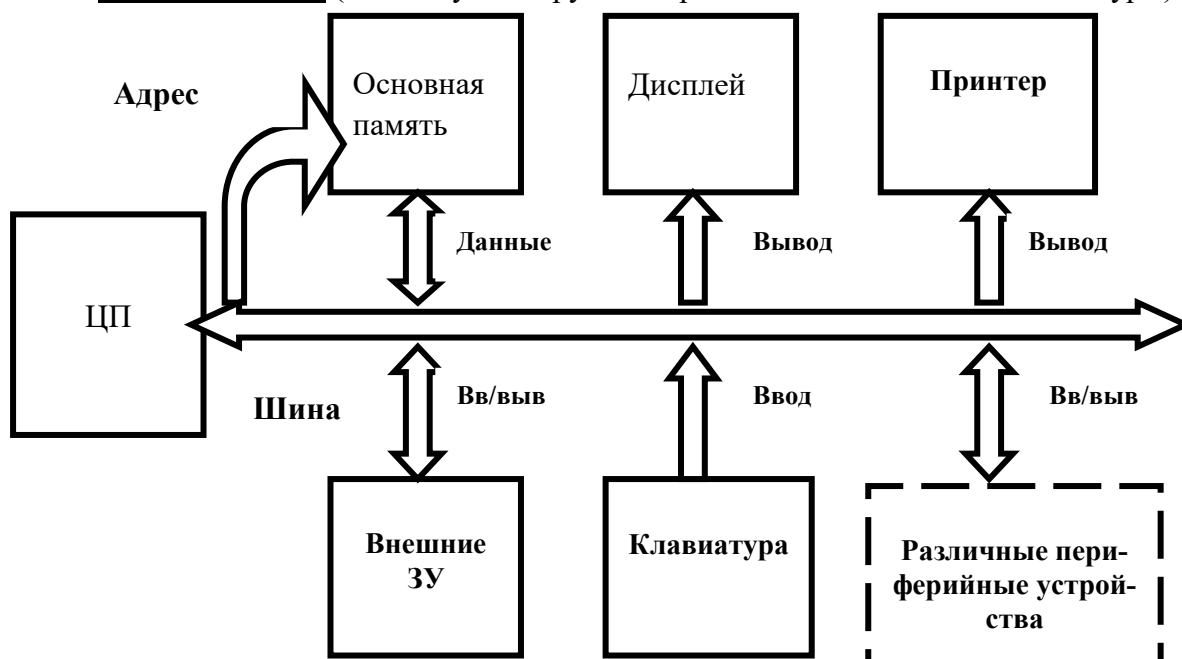 Адрес
Основная
память
Дисплей
Принтер
Данные
Вывод
Вывод
ЦП
Шина
Вв/выв
Ввод
Вв/выв
Внешние
ЗУ
Клавиатура
Различные пери-
ферийные устрой-
ства